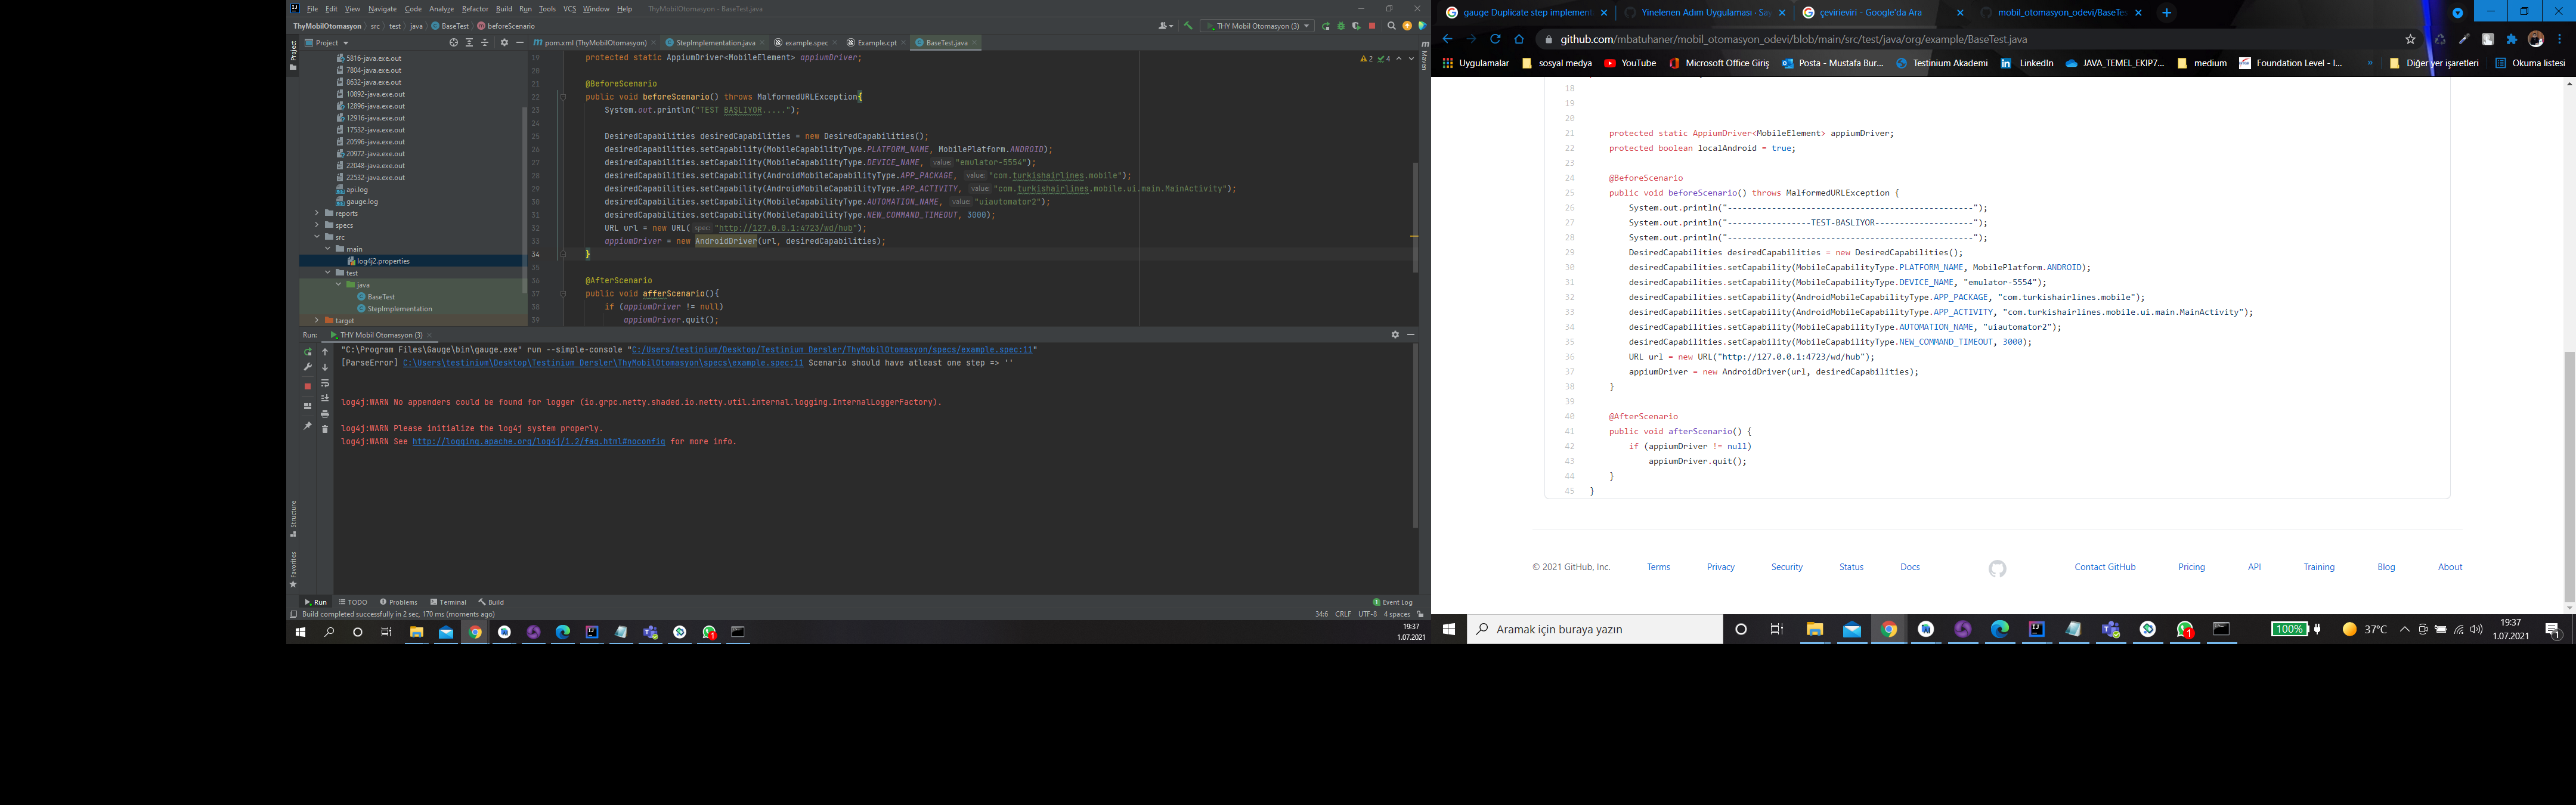 File Edit View Navigate Code Analyze Refactor Build Run Tools VCS Window Help ThyMobilOtomasyon - BaseTest.java
ThyMobilOtomasyon src test java BaseTest beforeScenario
THY Mobil Otomasyon (3)
Project
pom.xml (ThyMobilOtomasyon) StepImplementation.java example.spec Example.cpt BaseTest.java
Project
5816-java.exe.out
7804-java.exe.out
8632-java.exe.out
10892-java.exe.out
12896-java.exe.out
12916-java.exe.out
17532-java.exe.out
20596-java.exe.out
20972-java.exe.out
22048-java.exe.out
22532-java.exe.out
api.log
gauge.log
reports
specs
src
main
log4j2.properties
test
java
BaseTest
StepImplementation
target
2 4
Maven
19 protected static AppiumDriver<MobileElement> appiumDriver;
20
21 @BeforeScenario
22 public void beforeScenario() throws MalformedURLException{
23 System.out.println("TEST BAŞLIYOR.....");
24
25 DesiredCapabilities desiredCapabilities = new DesiredCapabilities();
26 desiredCapabilities.setCapability(MobileCapabilityType.PLATFORM_NAME, MobilePlatform.ANDROID);
27 desiredCapabilities.setCapability(MobileCapabilityType.DEVICE_NAME, value: "emulator-5554");
28 desiredCapabilities.setCapability(AndroidMobileCapabilityType.APP_PACKAGE, value: "com.turkishairlines.mobile");
29 desiredCapabilities.setCapability(AndroidMobileCapabilityType.APP_ACTIVITY, value: "com.turkishairlines.mobile.ui.main.MainActivity");
30 desiredCapabilities.setCapability(MobileCapabilityType.AUTOMATION_NAME, value: "uiautomator2");
31 desiredCapabilities.setCapability(MobileCapabilityType.NEW_COMMAND_TIMEOUT, 3000);
32 URL url = new URL( spec: "http://127.0.0.1:4723/wd/hub");
33 appiumDriver = new AndroidDriver(url, desiredCapabilities);
34 }
35
36 @AfterScenario
37 public void afferScenario(){
38 if (appiumDriver != null)
39 appiumDriver.quit();
Run: THY Mobil Otomasyon (3)
"C:\Program Files\Gauge\bin\gauge.exe" run --simple-console "C:/Users/testinium/Desktop/Testinium Dersler/ThyMobilOtomasyon/specs/example.spec:11"
[ParseError] C:\Users\testinium\Desktop\Testinium Dersler\ThyMobilOtomasyon\specs\example.spec:11 Scenario should have atleast one step => ''
log4j:WARN No appenders could be found for logger (io.grpc.netty.shaded.io.netty.util.internal.logging.InternalLoggerFactory).
log4j:WARN Please initialize the log4j system properly.
log4j:WARN See http://logging.apache.org/log4j/1.2/faq.html#noconfig for more info.
Structure
Favorites
Run TODO Problems Terminal Build
1 Event Log
Build completed successfully in 2 sec, 170 ms (moments ago)
34:6 CRLF UTF-8 4 spaces
19:37
1.07.2021
gauge Duplicate step implement Yinelenen Adım Uygulaması · Say çevirieviri - Google'da Ara mobil_otomasyon_odevi/BaseTes
github.com/mbatuhaner/mobil_otomasyon_odevi/blob/main/src/test/java/org/example/BaseTest.java
Uygulamalar sosyal medya YouTube Microsoft Office Giriş Posta - Mustafa Bur... Testinium Akademi LinkedIn JAVA_TEMEL_EKIP7... medium Foundation Level - I... » Diğer yer işaretleri Okuma listesi
18
19
20
21 protected static AppiumDriver<MobileElement> appiumDriver;
22 protected boolean localAndroid = true;
23
24 @BeforeScenario
25 public void beforeScenario() throws MalformedURLException {
26 System.out.println("--------------------------------------------------");
27 System.out.println("-----------------TEST-BASLIYOR--------------------");
28 System.out.println("--------------------------------------------------");
29 DesiredCapabilities desiredCapabilities = new DesiredCapabilities();
30 desiredCapabilities.setCapability(MobileCapabilityType.PLATFORM_NAME, MobilePlatform.ANDROID);
31 desiredCapabilities.setCapability(MobileCapabilityType.DEVICE_NAME, "emulator-5554");
32 desiredCapabilities.setCapability(AndroidMobileCapabilityType.APP_PACKAGE, "com.turkishairlines.mobile");
33 desiredCapabilities.setCapability(AndroidMobileCapabilityType.APP_ACTIVITY, "com.turkishairlines.mobile.ui.main.MainActivity");
34 desiredCapabilities.setCapability(MobileCapabilityType.AUTOMATION_NAME, "uiautomator2");
35 desiredCapabilities.setCapability(MobileCapabilityType.NEW_COMMAND_TIMEOUT, 3000);
36 URL url = new URL("http://127.0.0.1:4723/wd/hub");
37 appiumDriver = new AndroidDriver(url, desiredCapabilities);
38 }
39
40 @AfterScenario
41 public void afterScenario() {
42 if (appiumDriver != null)
43 appiumDriver.quit();
44 }
45 }
© 2021 GitHub, Inc. Terms Privacy Security Status Docs Contact GitHub Pricing API Training Blog About
Aramak için buraya yazın
100% 37°C
19:37
1.07.2021
1